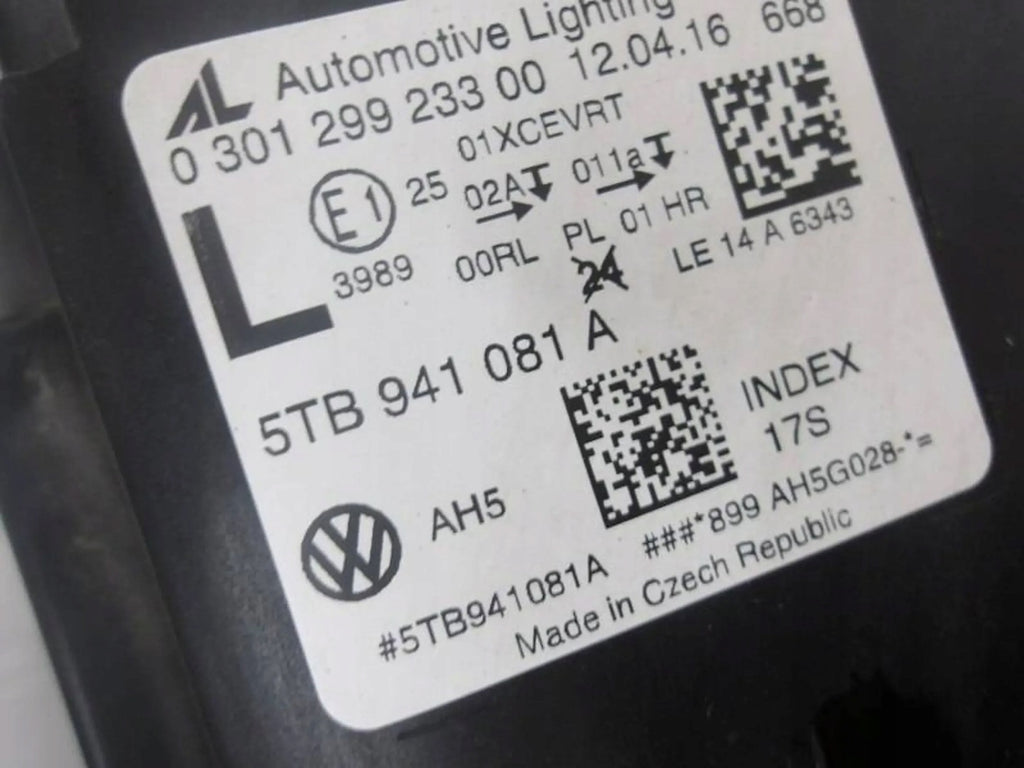 AL Automotive Lighting
0 301 299 233 00 12.04.16 668
E1 25 01XCEVRT
02A 011a
3989 00RL PL 01 HR
24
LE 14 A 6343
L
5TB 941 081 A
INDEX
17S
VW AH5
#5TB941081A ###*899 AH5G028-*=
Made in Czech Republic